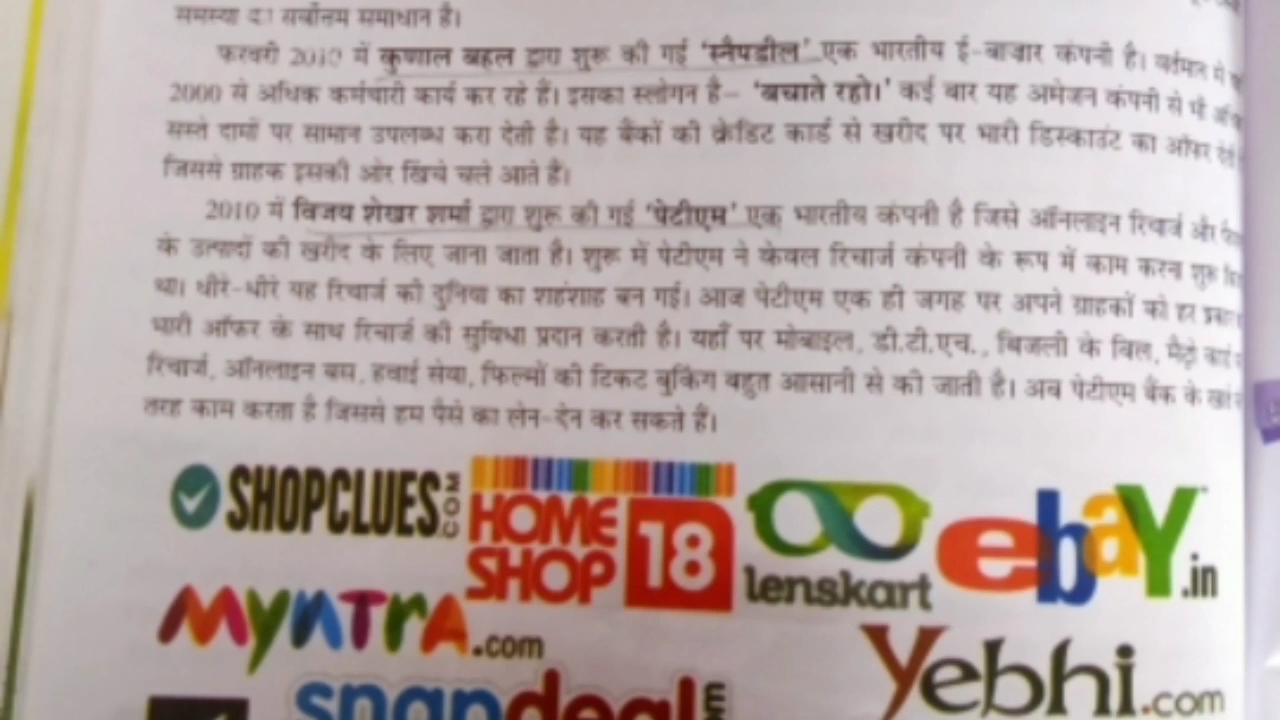 समस्या का सर्वोत्तम समाधान है।
फरवरी 2010 में कुणाल बहल द्वारा शुरू की गई 'स्नैपडील' एक भारतीय ई-बाजार कंपनी है। वर्तमान में
2000 से अधिक कर्मचारी कार्य कर रहे हैं। इसका स्लोगन है- 'बचाते रहो।' कई बार यह अमेजन कंपनी से भी
सस्ते दामों पर सामान उपलब्ध करा देती है। यह बैंकों की क्रेडिट कार्ड से खरीद पर भारी डिस्काउंट का ऑफर देती
जिससे ग्राहक इसकी ओर खिंचे चले आते हैं।
2010 में विजय शेखर शर्मा द्वारा शुरू की गई 'पेटीएम' एक भारतीय कंपनी है जिसे ऑनलाइन रिचार्ज और
के उत्पादों की खरीद के लिए जाना जाता है। शुरू में पेटीएम ने केवल रिचार्ज कंपनी के रूप में काम करना शुरू
था। धीरे-धीरे यह रिचार्ज की दुनिया का शहंशाह बन गई। आज पेटीएम एक ही जगह पर अपने ग्राहकों को हर
भारी ऑफर के साथ रिचार्ज की सुविधा प्रदान करती है। यहाँ पर मोबाइल, डी.टी.एच., बिजली के बिल, मैट्रो कार्ड
रिचार्ज, ऑनलाइन बस, हवाई सेवा, फिल्मों की टिकट बुकिंग बहुत आसानी से की जाती है। अब पेटीएम बैंक के
तरह काम करता है जिससे हम पैसे का लेन-देन कर सकते हैं।
SHOPCLUES.COM
HOME SHOP 18
lenskart
ebay.in
Myntra.com
Yebhi.com
snapdeal